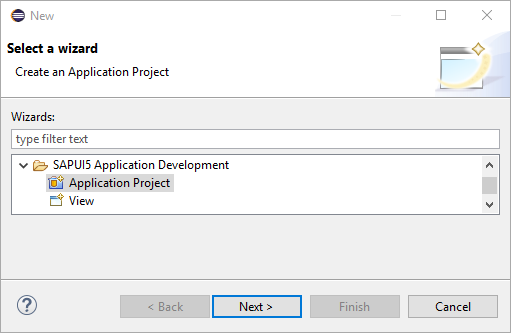 New
Select a wizard
Create an Application Project
Wizards:
type filter text
SAPUI5 Application Development
Application Project
View
?
< Back
Next >
Finish
Cancel